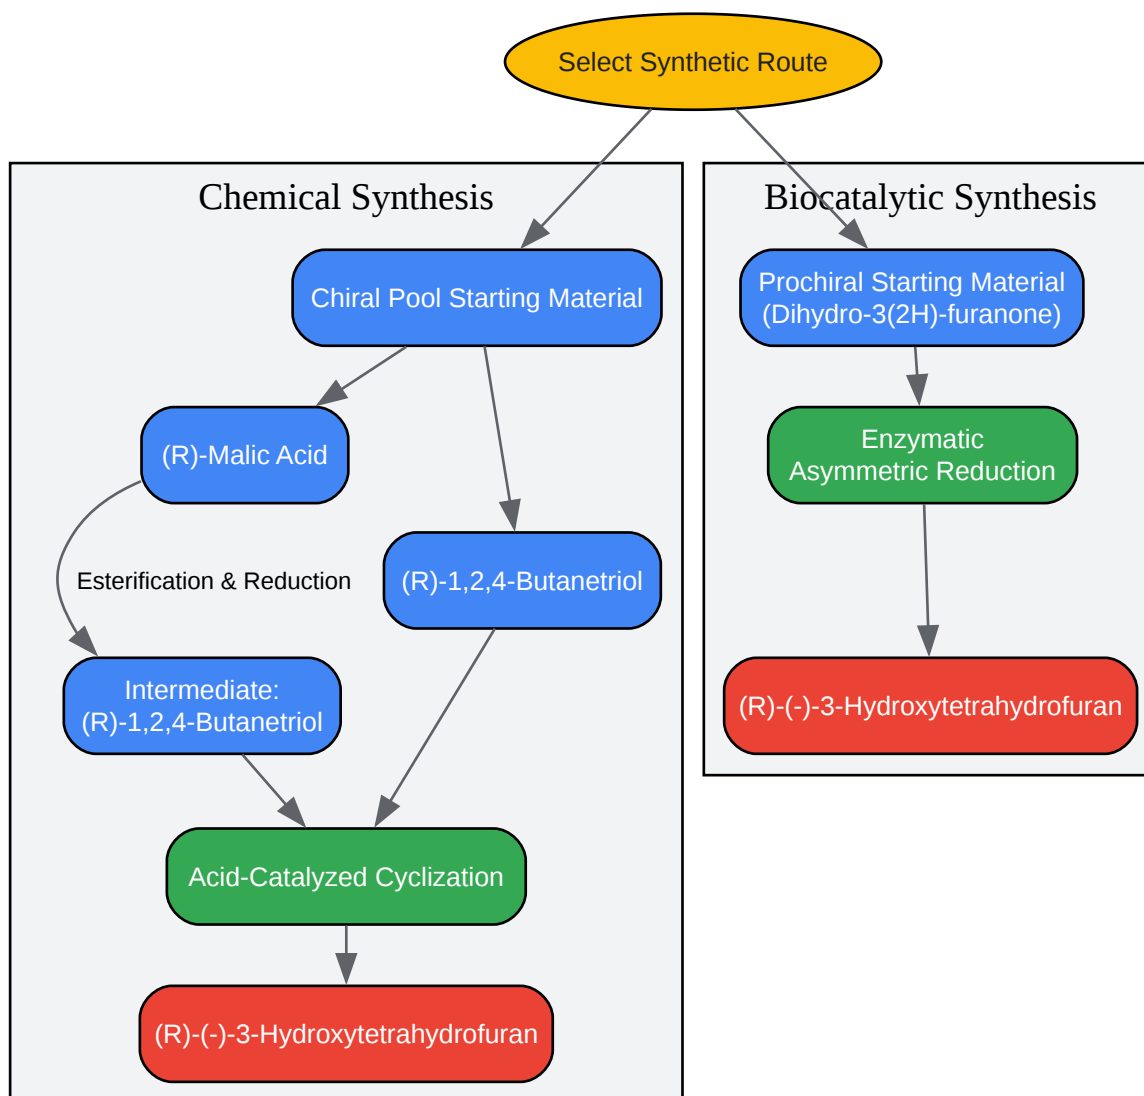 Select Synthetic Route
Chemical Synthesis
Chiral Pool Starting Material
(R)-Malic Acid
Esterification & Reduction
(R)-1,2,4-Butanetriol
Intermediate:
(R)-1,2,4-Butanetriol
Acid-Catalyzed Cyclization
(R)-(-)-3-Hydroxytetrahydrofuran
Biocatalytic Synthesis
Prochiral Starting Material
(Dihydro-3(2H)-furanone)
Enzymatic
Asymmetric Reduction
(R)-(-)-3-Hydroxytetrahydrofuran